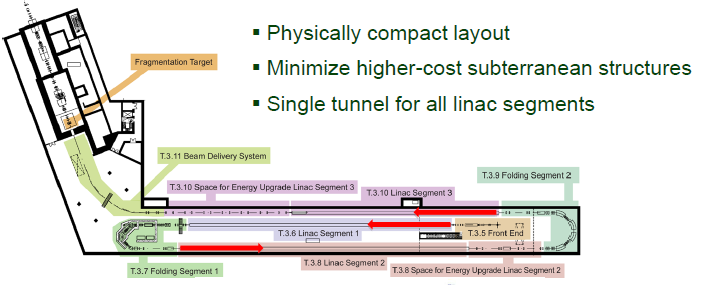 ▪ Physically compact layout
▪ Minimize higher-cost subterranean structures
▪ Single tunnel for all linac segments
Fragmentation Target
T.3.11 Beam Delivery System
T.3.9 Folding Segment 2
T.3.10 Space for Energy Upgrade Linac Segment 3
T.3.10 Linac Segment 3
T.3.6 Linac Segment 1
T.3.5 Front End
T.3.7 Folding Segment 1
T.3.8 Linac Segment 2
T.3.8 Space for Energy Upgrade Linac Segment 2